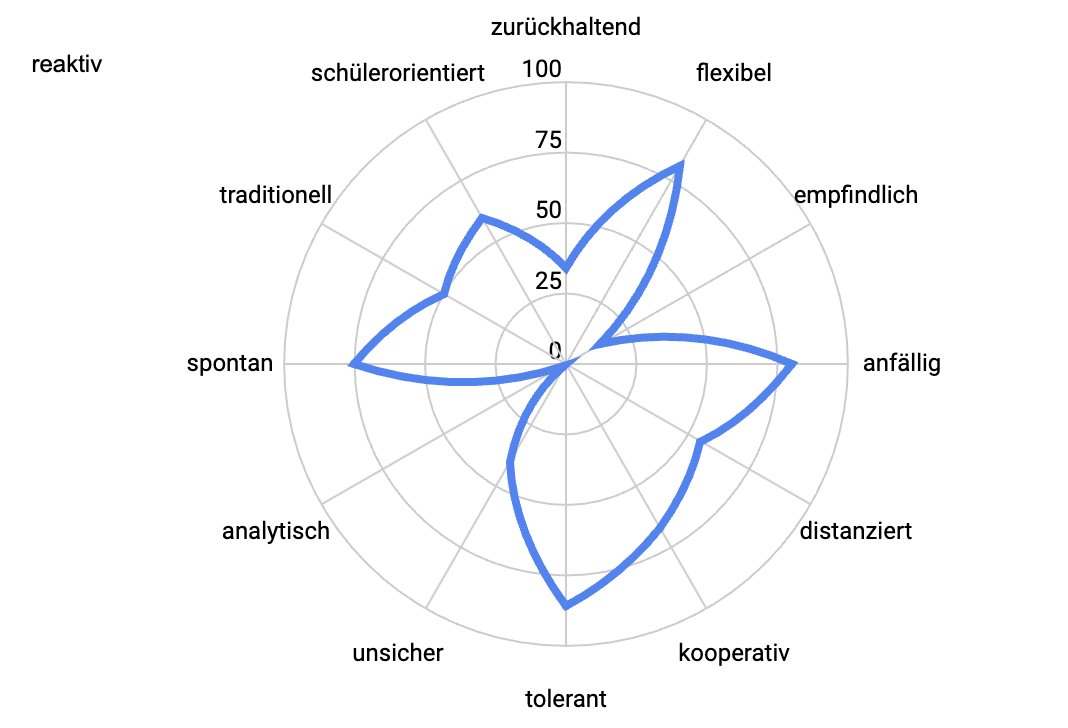 zurückhaltend
reaktiv
schülerorientiert
100
flexibel
75
traditionell
empfindlich
50
25
0
spontan
anfällig
analytisch
distanziert
unsicher
kooperativ
tolerant